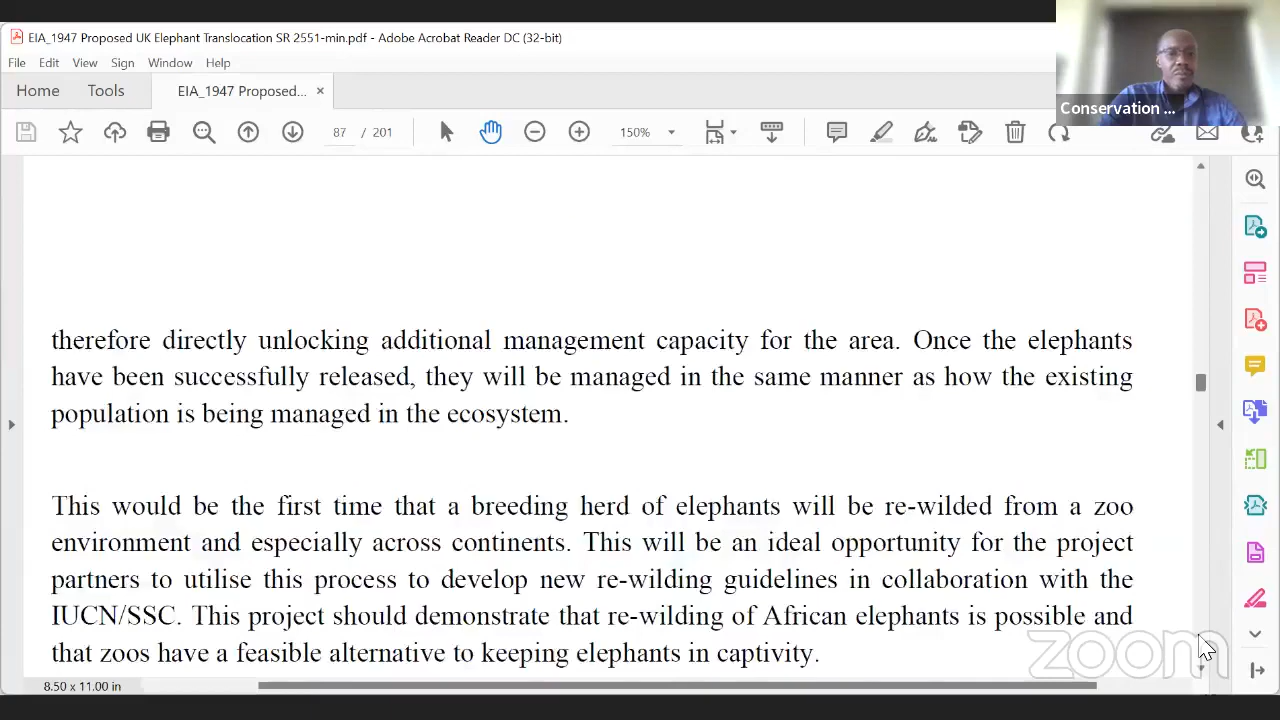 EIA_1947 Proposed UK Elephant Translocation SR 2551-min.pdf - Adobe Acrobat Reader DC (32-bit)
File Edit View Sign Window Help
Home Tools EIA_1947 Proposed... ×
87 / 201 150%
Conservation ...
therefore directly unlocking additional management capacity for the area. Once the elephants
have been successfully released, they will be managed in the same manner as how the existing
population is being managed in the ecosystem.
This would be the first time that a breeding herd of elephants will be re-wilded from a zoo
environment and especially across continents. This will be an ideal opportunity for the project
partners to utilise this process to develop new re-wilding guidelines in collaboration with the
IUCN/SSC. This project should demonstrate that re-wilding of African elephants is possible and
that zoos have a feasible alternative to keeping elephants in captivity.
zoom
8.50 x 11.00 in